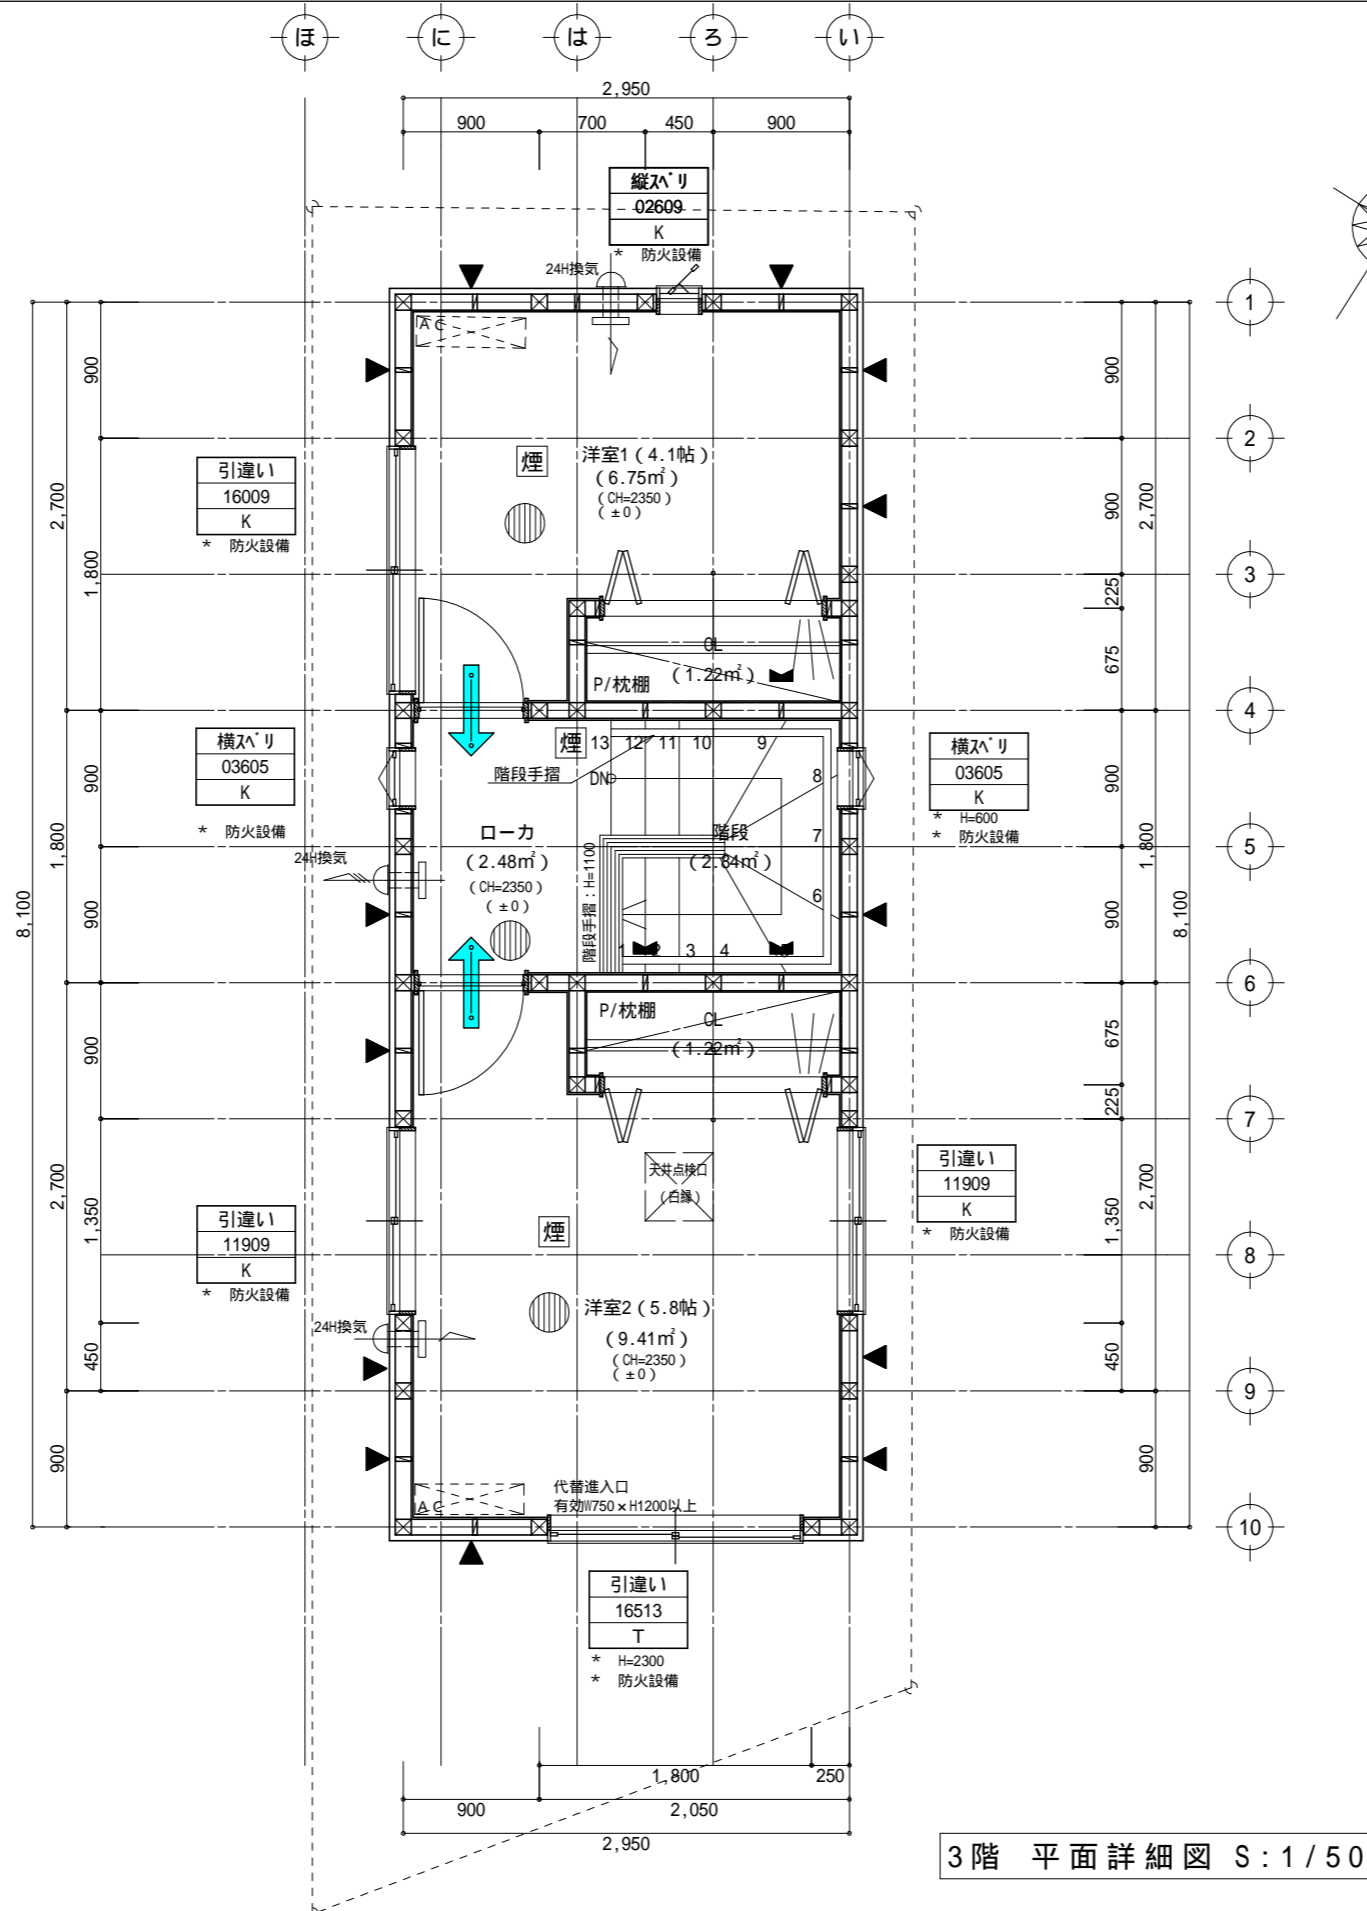 ほ に は ろ い
2,950
900 700 450 900
縦スベリ
02609
K
* 防火設備
24H換気
1
2
3
4
5
6
7
8
9
10
AC
洋室1(4.1帖)
(6.75㎡)
(CH=2350)
(±0)
煙
引違い
16009
K
* 防火設備
CL
(1.22㎡)
P/枕棚
横スベリ
03605
K
* 防火設備
横スベリ
03605
K
* H=600
* 防火設備
煙
13 12 11 10 9
8
7
6
1 2 3 4
階段手摺
DN
ローカ
(2.48㎡)
(CH=2350)
(±0)
階段
(2.84㎡)
階段手摺:H=1100
24H換気
P/枕棚
CL
(1.22㎡)
天井点検口
(白縁)
煙
引違い
11909
K
* 防火設備
引違い
11909
K
* 防火設備
洋室2(5.8帖)
(9.41㎡)
(CH=2350)
(±0)
24H換気
AC
代替進入口
有効W750×H1200以上
引違い
16513
T
* H=2300
* 防火設備
8,100
2,700
1,800
2,700
900
900
1,800
900
900
900
1,350
450
900
900
225
675
900
900
675
225
1,350
450
2,700
1,800
2,700
900
8,100
1,800 250
900 2,050
2,950
3階 平面詳細図 S:1/50